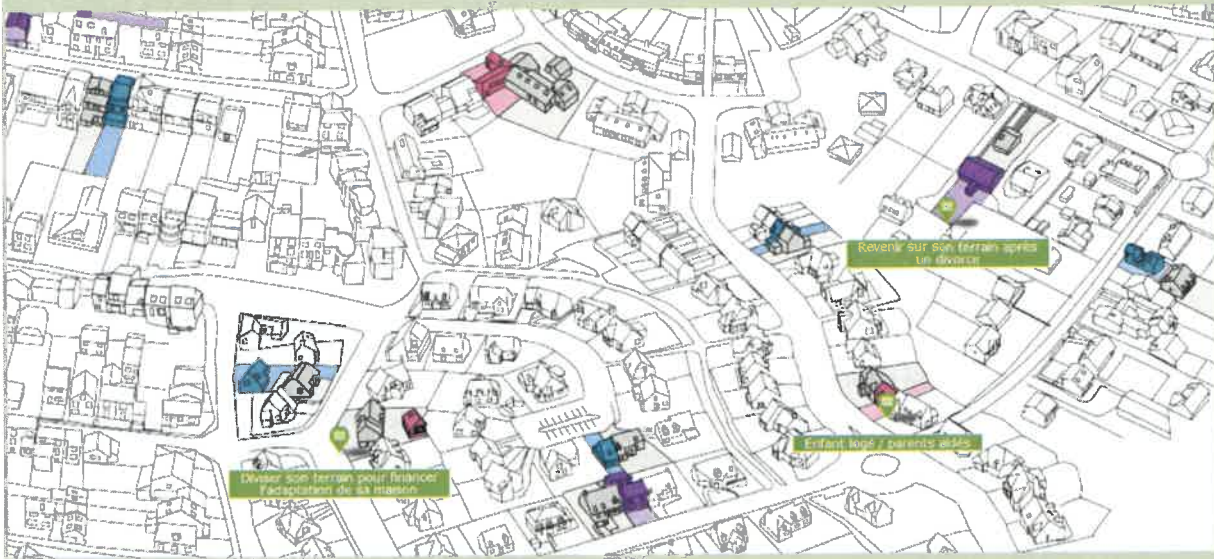 Revenir sur son terrain après
un divorce
Enfant logé / parents aidés
Diviser son terrain pour financer
l'adaptation de sa maison